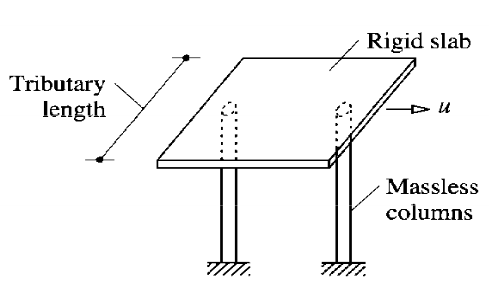 Rigid slab
Tributary
length
u
Massless
columns